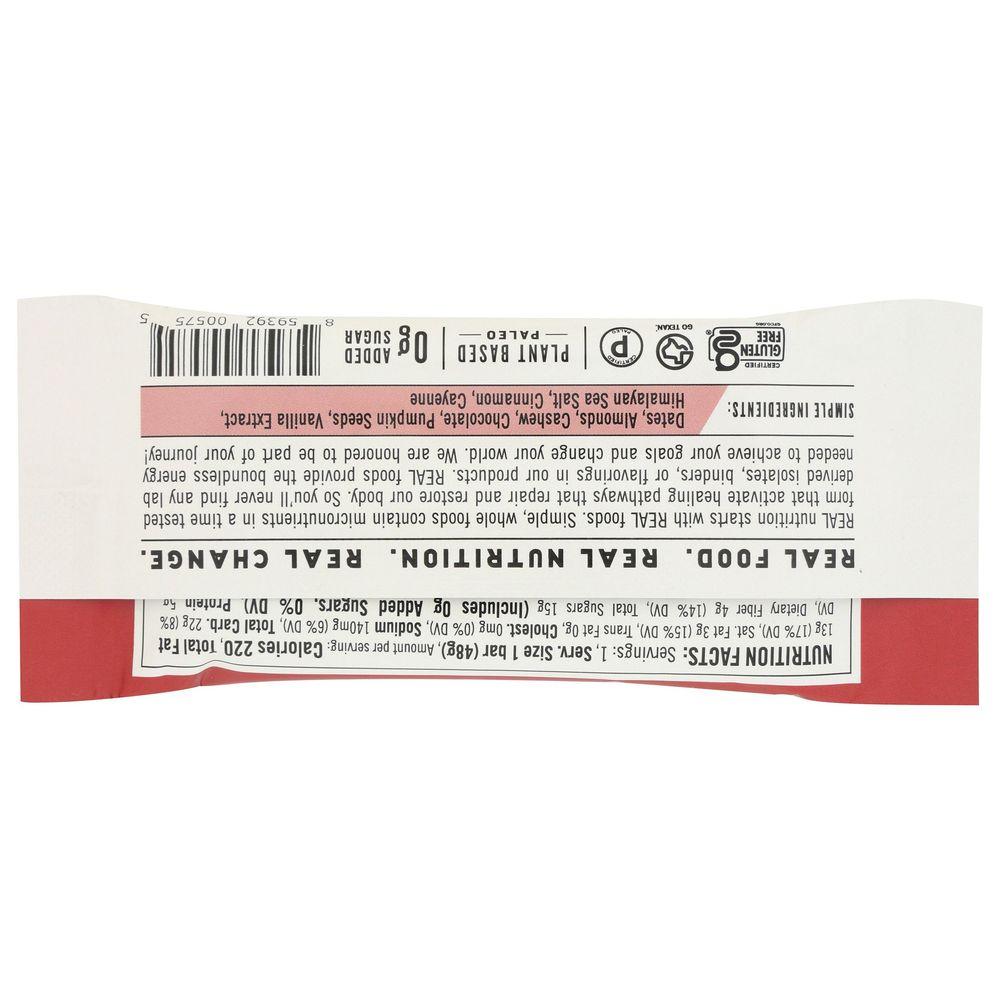 NUTRITION FACTS: Servings: 1, Serv. Size 1 bar (48g), Amount per serving: Calories 220, Total Fat
13g (17% DV), Sat. Fat 3g (15% DV), Trans Fat 0g, Cholest. 0mg (0% DV), Sodium 140mg (6% DV), Total Carb. 22g (8%
DV), Dietary Fiber 4g (14% DV), Total Sugars 15g (Includes 0g Added Sugars, 0% DV) Protein 5g
REAL FOOD. REAL NUTRITION. REAL CHANGE.
REAL nutrition starts with REAL foods. Simple, whole foods contain micronutrients in a time tested
form that activate healing pathways that repair and restore our body. So you'll never find any lab
derived isolates, binders, or flavorings in our products. REAL foods provide the boundless energy
needed to achieve your goals and change your world. We are honored to be part of your journey!
SIMPLE INGREDIENTS:
Dates, Almonds, Cashew, Chocolate, Pumpkin Seeds, Vanilla Extract,
Himalayan Sea Salt, Cinnamon, Cayenne
CERTIFIED
GLUTEN
FREE®
GFCO.ORG
GO TEXAN.
CERTIFIED
P
PALEO
PLANT BASED
PALEO
0g ADDED
SUGAR
8 59392 00575 5